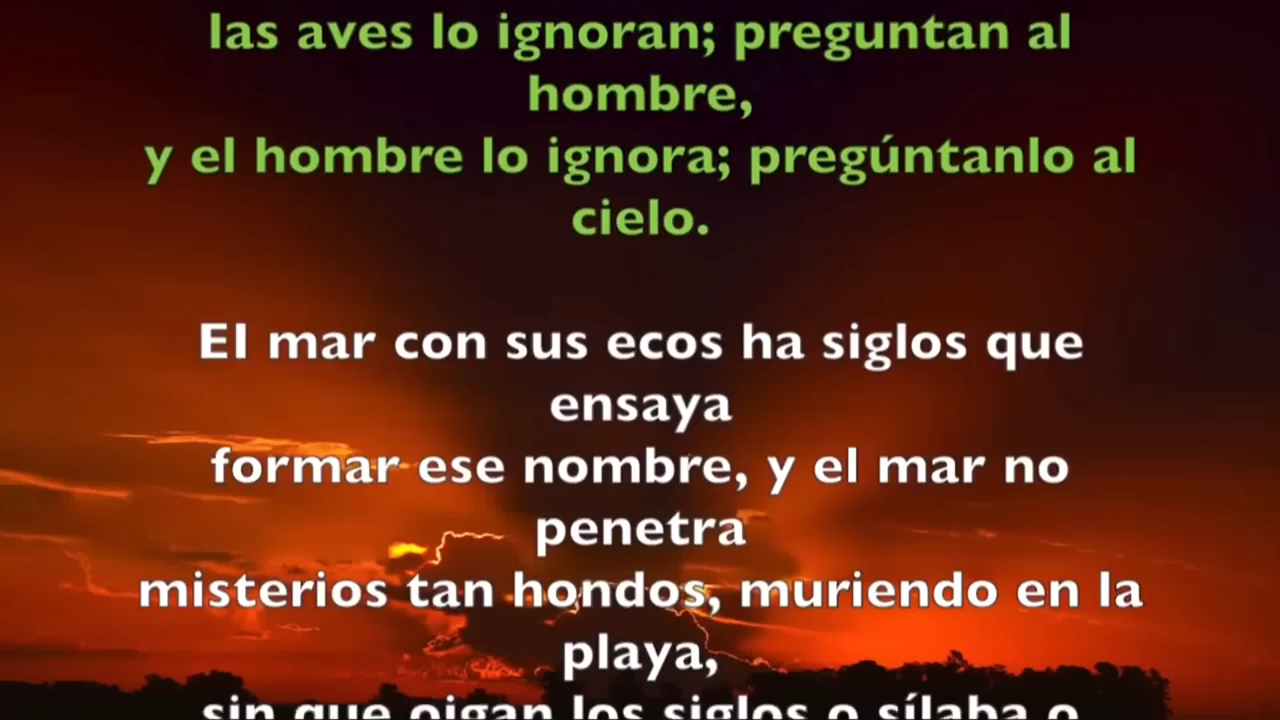 las aves lo ignoran; preguntan al
hombre,
y el hombre lo ignora; pregúntanlo al
cielo.
El mar con sus ecos ha siglos que
ensaya
formar ese nombre, y el mar no
penetra
misterios tan hondos, muriendo en la
playa,
sin que oigan los siglos o sílaba o